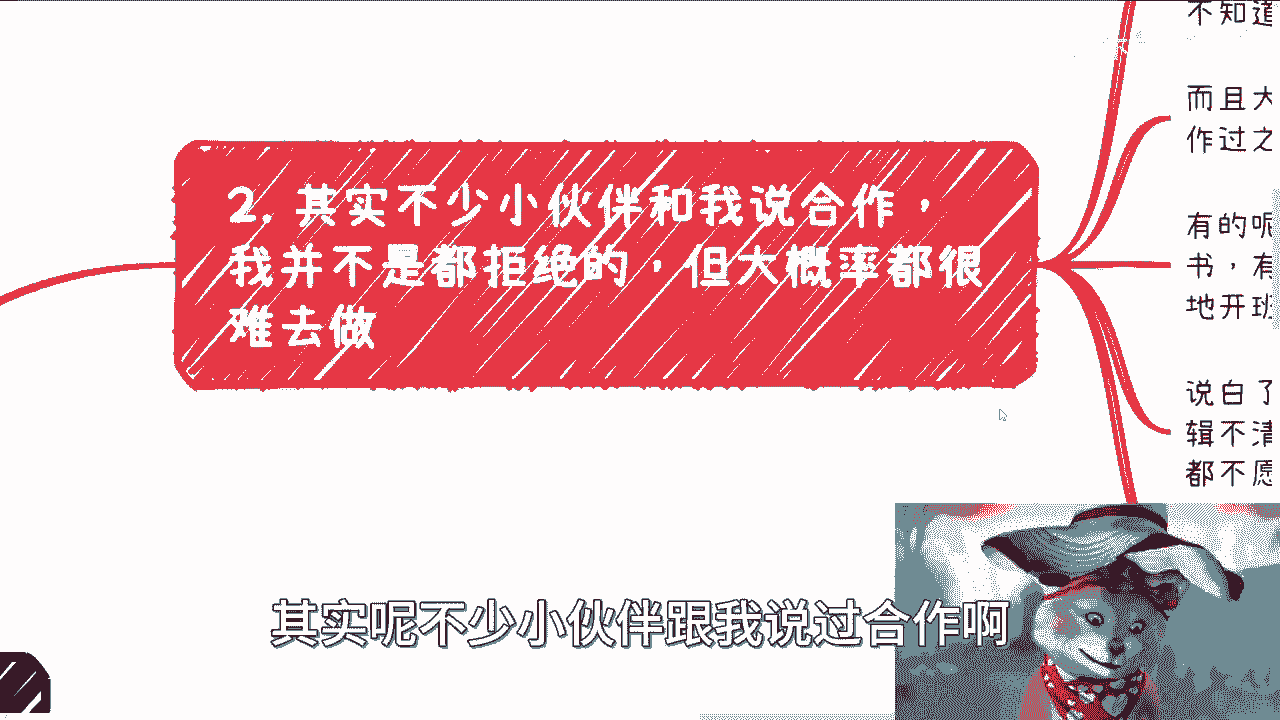 2. 其实不少小伙伴和我说合作，
我并不是都拒绝的，但大概率都很
难去做
不知道
而且大
作过之
有的呢
书，有
地开班
说白了
辑不清
都不愿
其实呢不少小伙伴跟我说过合作啊